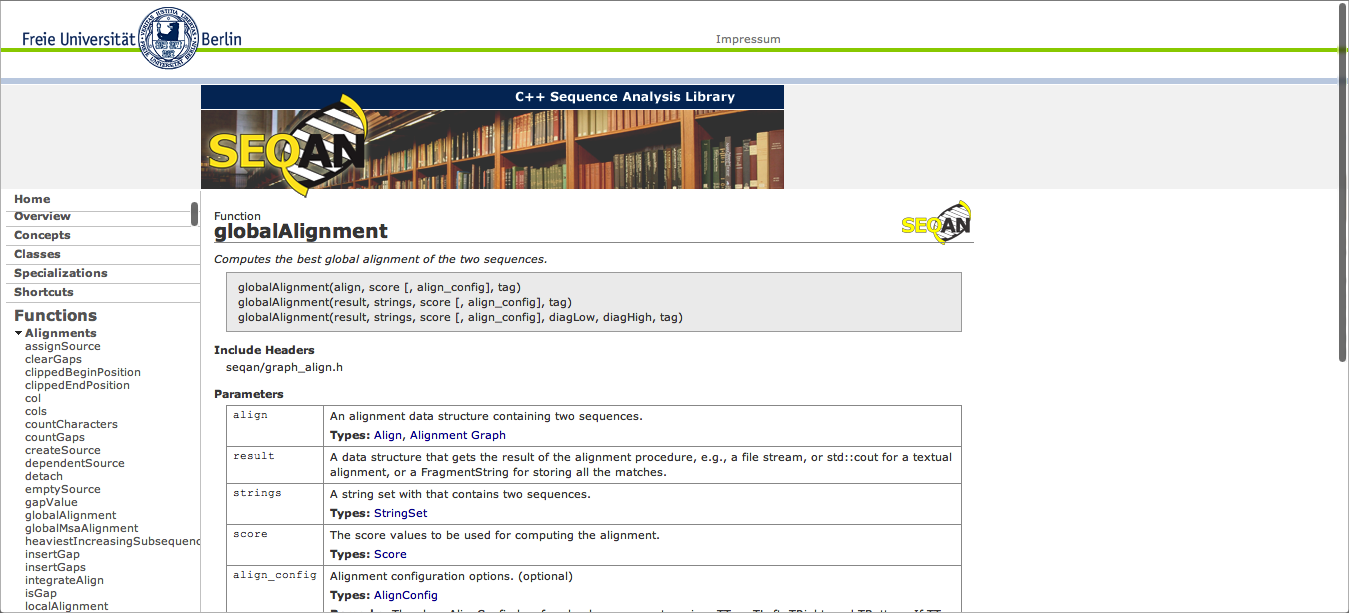 Freie Universität Berlin
Impressum
C++ Sequence Analysis Library
SEQAN
Home
Overview
Concepts
Classes
Specializations
Shortcuts
Functions
Alignments
assignSource
clearGaps
clippedBeginPosition
clippedEndPosition
col
cols
countCharacters
countGaps
createSource
dependentSource
detach
emptySource
gapValue
globalAlignment
globalMsaAlignment
heaviestIncreasingSubsequenc
insertGap
insertGaps
integrateAlign
isGap
localAlignment
Function
globalAlignment
SEQAN
Computes the best global alignment of the two sequences.
globalAlignment(align, score [, align_config], tag)
globalAlignment(result, strings, score [, align_config], tag)
globalAlignment(result, strings, score [, align_config], diagLow, diagHigh, tag)
Include Headers
seqan/graph_align.h
Parameters
align
An alignment data structure containing two sequences.
Types: Align, Alignment Graph
result
A data structure that gets the result of the alignment procedure, e.g., a file stream, or std::cout for a textual
alignment, or a FragmentString for storing all the matches.
strings
A string set with that contains two sequences.
Types: StringSet
score
The score values to be used for computing the alignment.
Types: Score
align_config
Alignment configuration options. (optional)
Types: AlignConfig